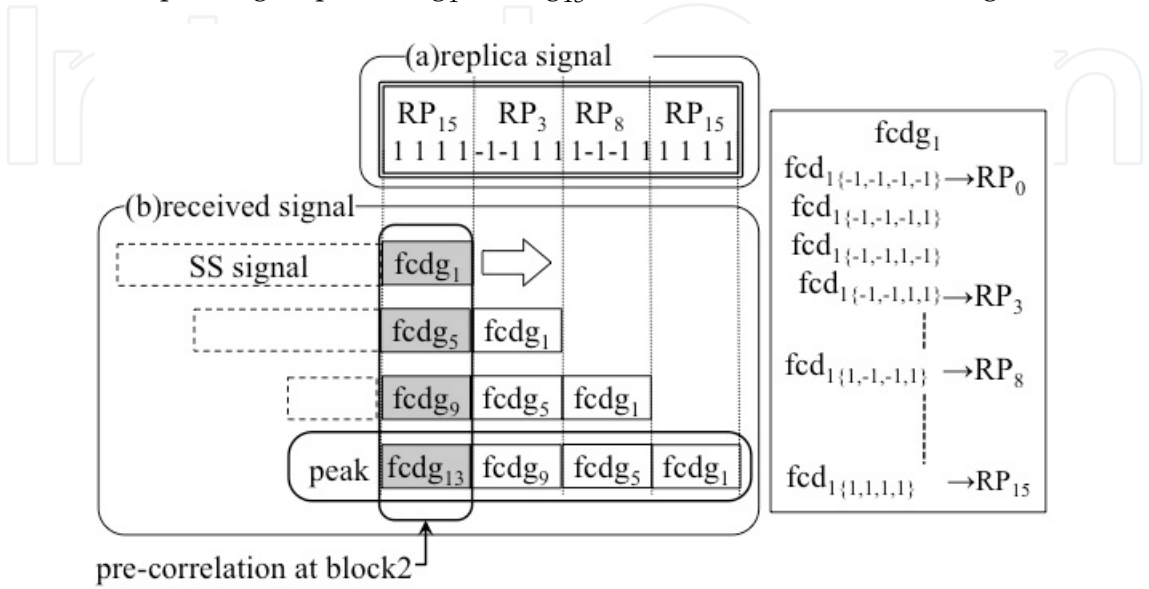 (a)replica signal
RP15 RP3 RP8 RP15
1 1 1 1 -1-1 1 1 1-1-1 1 1 1 1 1
(b)received signal
SS signal fcdg1
fcdg5 fcdg1
fcdg9 fcdg5 fcdg1
peak fcdg13 fcdg9 fcdg5 fcdg1
pre-correlation at block2
fcdg1
fcd1{-1,-1,-1,-1}→RP0
fcd1{-1,-1,-1,1}
fcd1{-1,-1,1,-1}
fcd1{-1,-1,1,1}→RP3
fcd1{1,-1,-1,1} →RP8
fcd1{1,1,1,1} →RP15